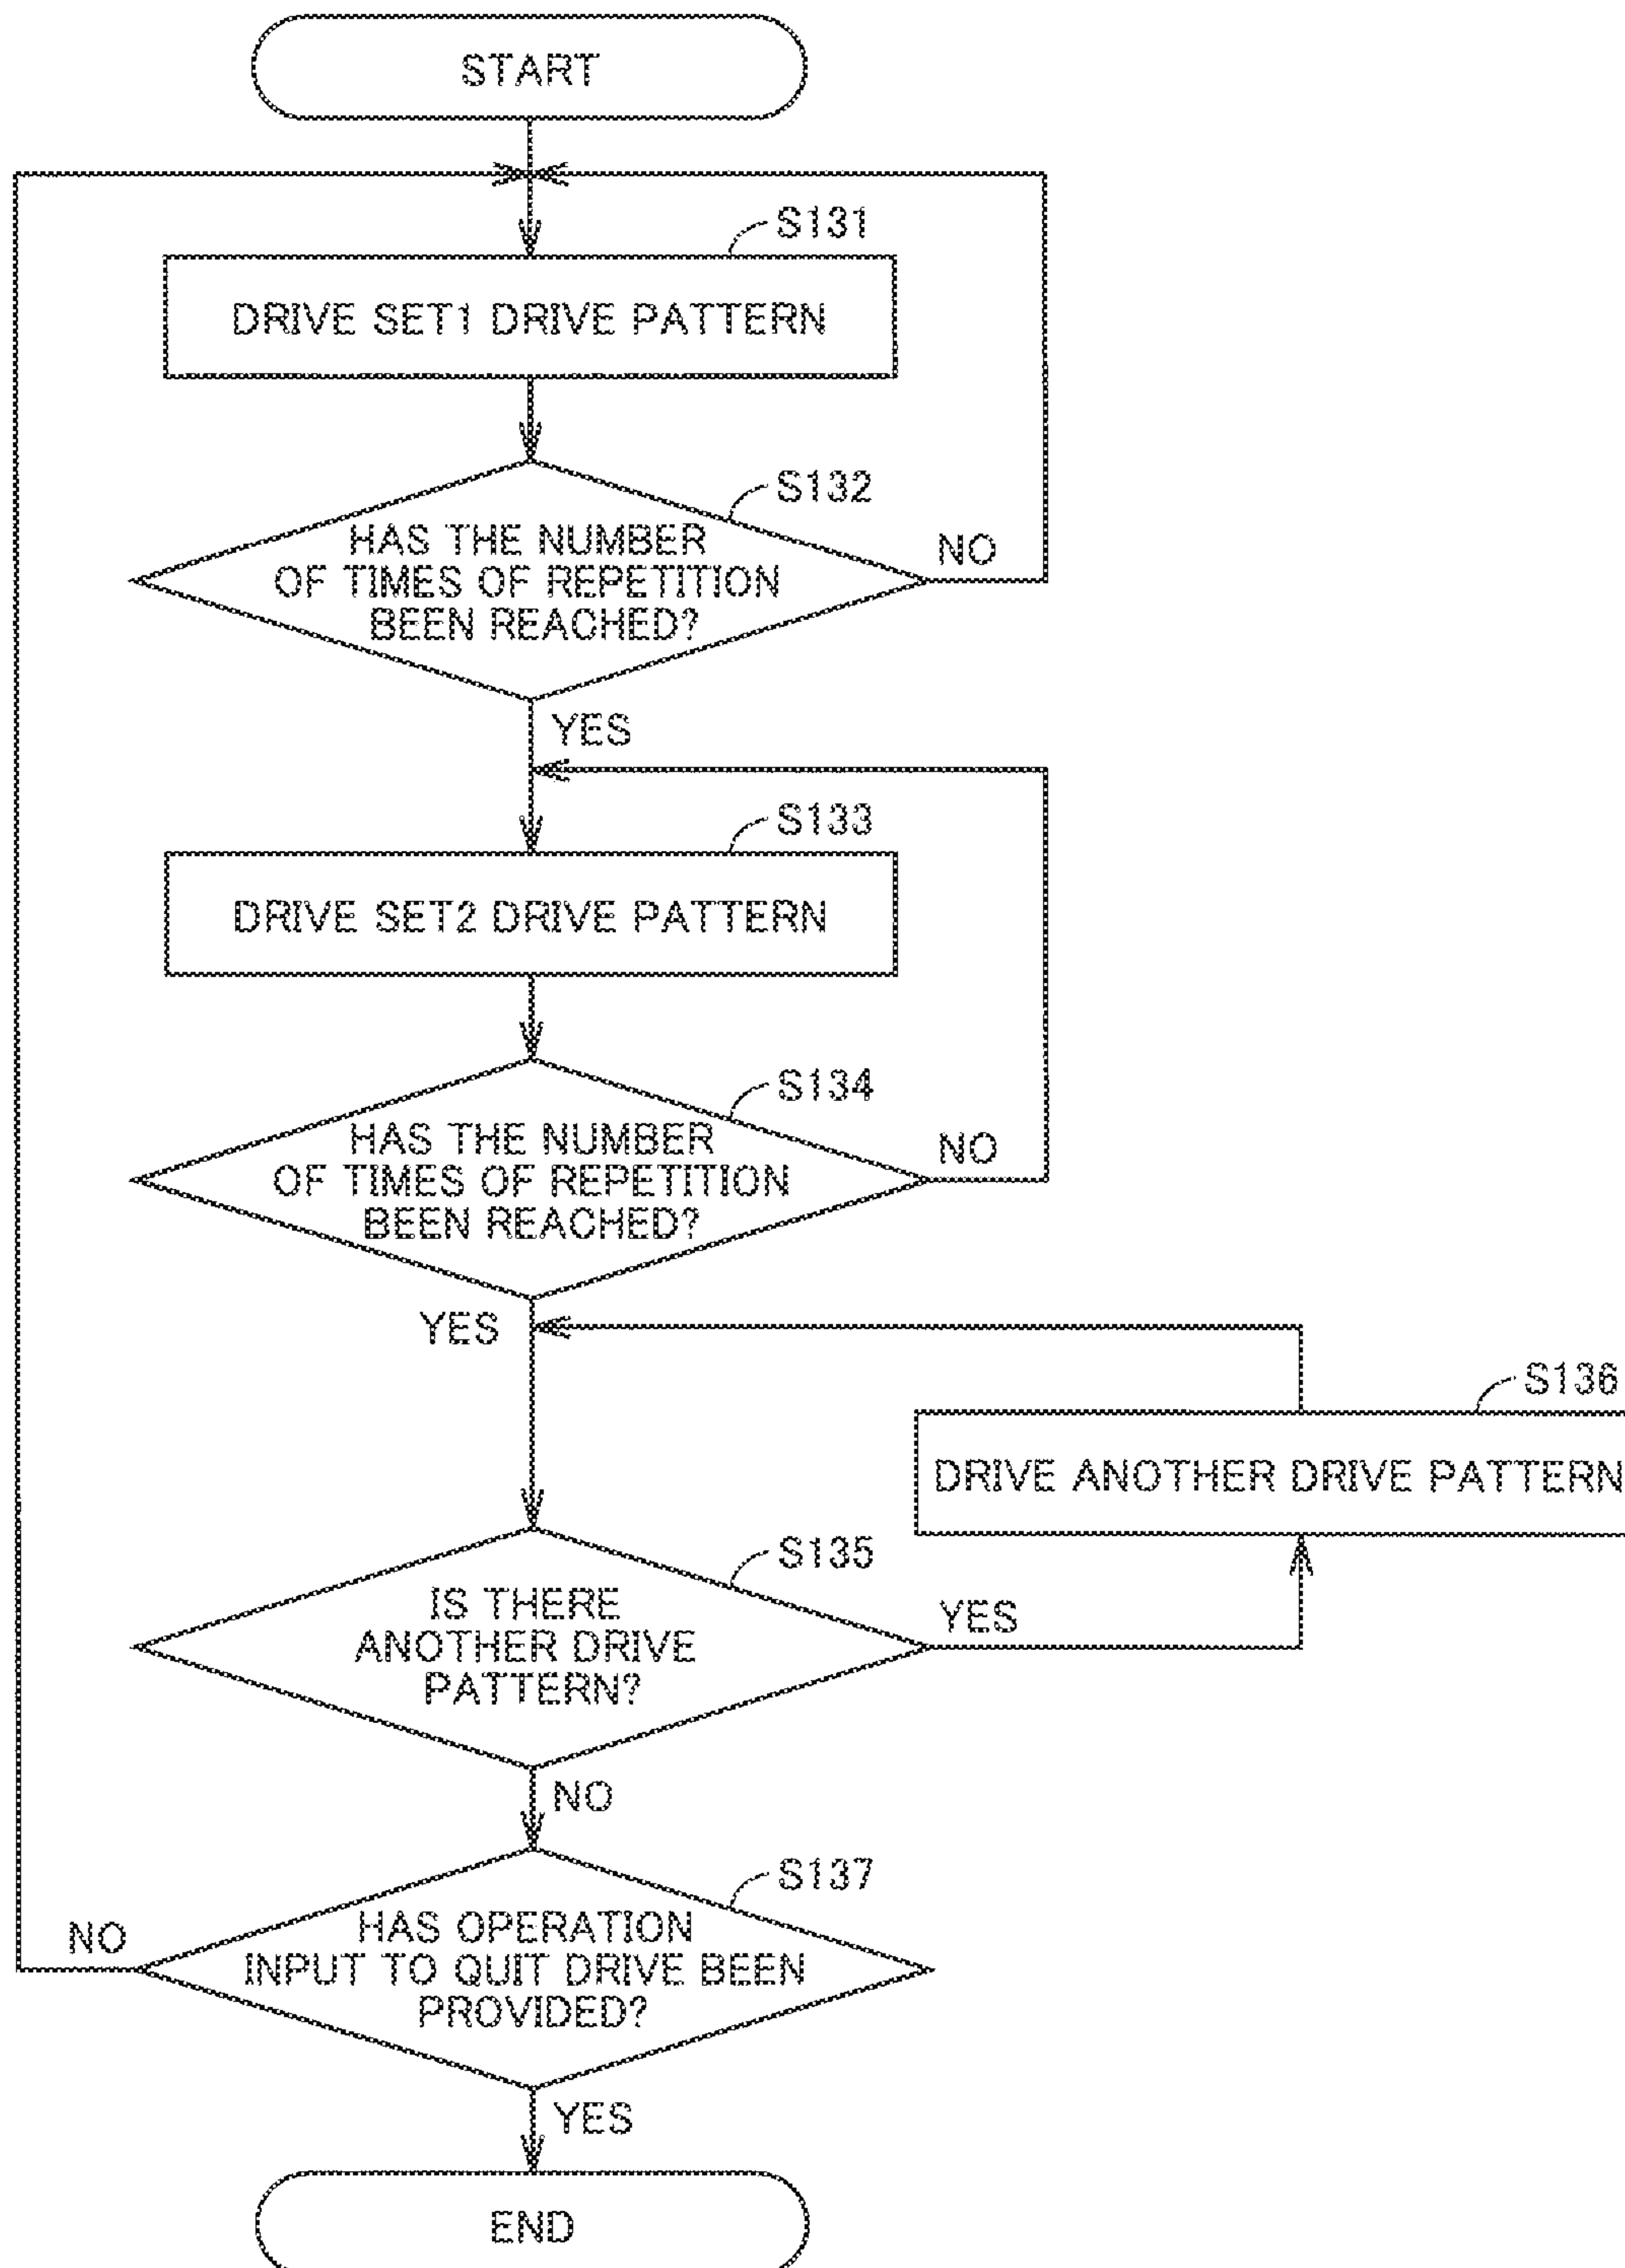 START
S131
DRIVE SET1 DRIVE PATTERN
S132
HAS THE NUMBER
OF TIMES OF REPETITION
BEEN REACHED?
NO
YES
S133
DRIVE SET2 DRIVE PATTERN
S134
HAS THE NUMBER
OF TIMES OF REPETITION
BEEN REACHED?
NO
YES
S136
DRIVE ANOTHER DRIVE PATTERN
S135
IS THERE
ANOTHER DRIVE
PATTERN?
YES
NO
S137
HAS OPERATION
INPUT TO QUIT DRIVE BEEN
PROVIDED?
NO
YES
END